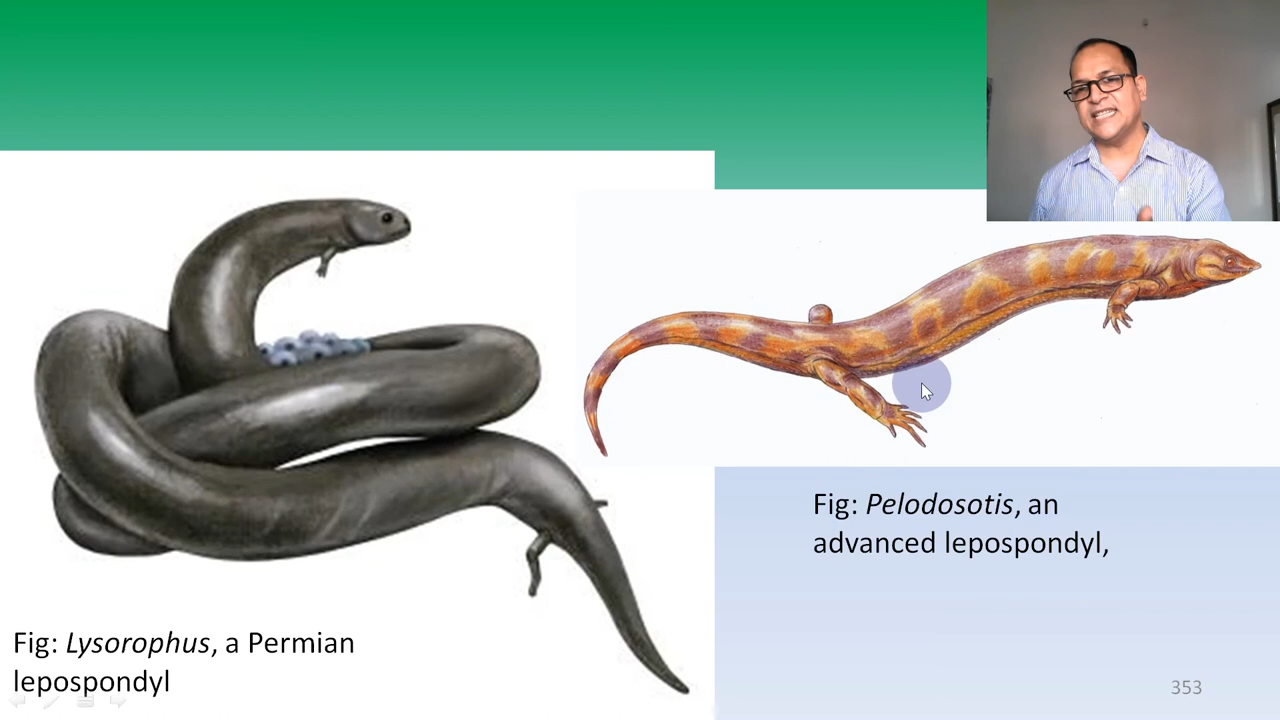 Fig: Pelodosotis, an
advanced lepospondyl,
Fig: Lysorophus, a Permian
lepospondyl
353